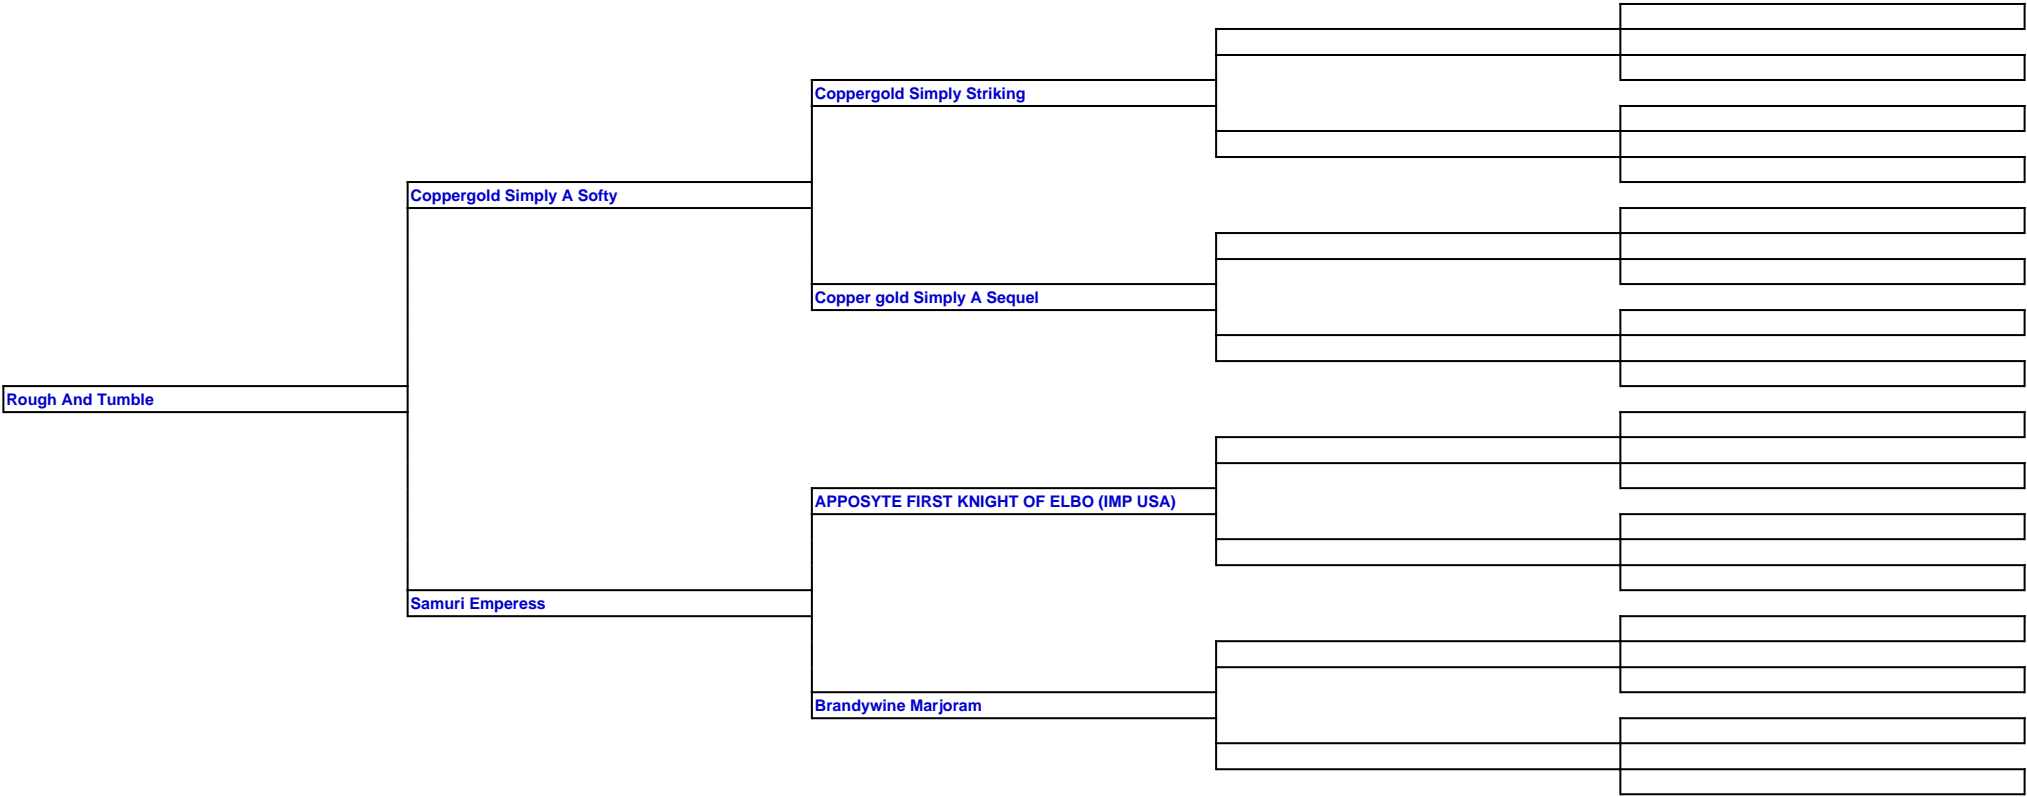 Coppergold Simply Striking
Coppergold Simply A Softy
Copper gold Simply A Sequel
Rough And Tumble
APPOSYTE FIRST KNIGHT OF ELBO (IMP USA)
Samuri Emperess
Brandywine Marjoram